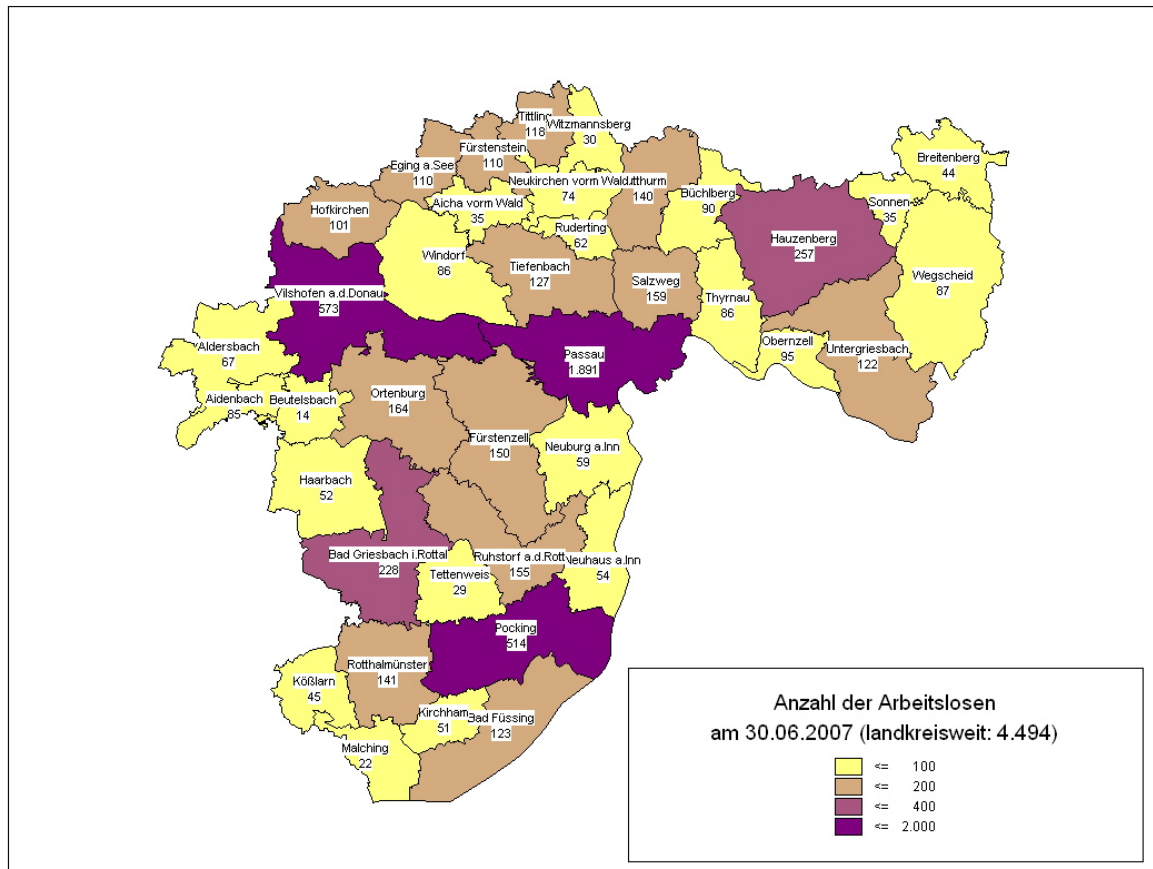 Tittling
118
Witzmannsberg
30
Fürstenstein
110
Eging a.See
110
Neukirchen vorm Wald
74
utthurm
140
Büchlberg
90
Breitenberg
44
Aicha vorm Wald
35
Sonnen
35
Hofkirchen
101
Ruderting
62
Hauzenberg
257
Windorf
86
Tiefenbach
127
Salzweg
159
Wegscheid
87
Vilshofen a.d.Donau
573
Thyrnau
86
Aldersbach
67
Passau
1.891
Obernzell
95
Untergriesbach
122
Aidenbach
85
Beutelsbach
14
Ortenburg
164
Fürstenzell
150
Neuburg a.Inn
59
Haarbach
52
Bad Griesbach i.Rottal
228
Ruhstorf a.d.Rott
155
Neuhaus a.Inn
54
Tettenweis
29
Pocking
514
Rotthalmünster
141
Kößlarn
45
Kirchham
51
Bad Füssing
123
Malching
22
Anzahl der Arbeitslosen
am 30.06.2007 (landkreisweit: 4.494)
<= 100
<= 200
<= 400
<= 2.000